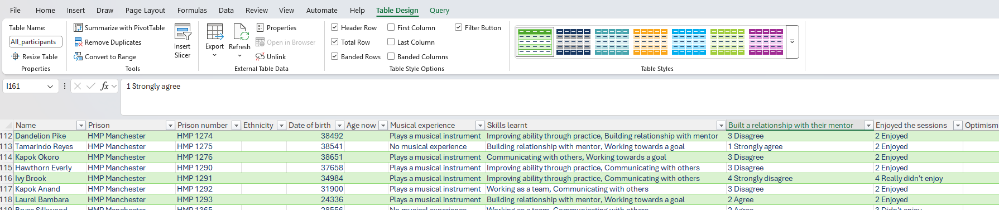 File Home Insert Draw Page Layout Formulas Data Review View Automate Help Table Design Query
Table Name:
All_participants
Resize Table
Properties
Summarize with PivotTable
Remove Duplicates
Convert to Range
Insert
Slicer
Tools
Export
Refresh
Properties
Open in Browser
Unlink
External Table Data
Header Row
Total Row
Banded Rows
First Column
Last Column
Banded Columns
Filter Button
Table Style Options
Table Styles
I161 fx 1 Strongly agree
Name Prison Prison number Ethnicity Date of birth Age now Musical experience Skills learnt Built a relationship with their mentor Enjoyed the sessions Optimism
112 Dandelion Pike HMP Manchester HMP 1274 38492 Plays a musical instrument Improving ability through practice, Building relationship with mentor 3 Disagree 2 Enjoyed
113 Tamarindo Reyes HMP Manchester HMP 1275 38541 No musical experience Building relationship with mentor, Working towards a goal 1 Strongly agree 2 Enjoyed
114 Kapok Okoro HMP Manchester HMP 1276 38651 Plays a musical instrument Communicating with others, Working towards a goal 3 Disagree 2 Enjoyed
115 Hawthorn Everly HMP Manchester HMP 1290 37658 Plays a musical instrument Improving ability through practice, Communicating with others 3 Disagree 2 Enjoyed
116 Ivy Brook HMP Manchester HMP 1291 34984 Plays a musical instrument Improving ability through practice, Communicating with others 4 Strongly disagree 4 Really didn't enjoy
117 Kapok Anand HMP Manchester HMP 1292 31900 Plays a musical instrument Working as a team, Communicating with others 3 Disagree 2 Enjoyed
118 Laurel Bambara HMP Manchester HMP 1293 24336 Plays a musical instrument Building relationship with mentor, Working towards a goal 2 Agree 2 Enjoyed
119 Bryce Silkwood HMP Manchester HMP 1365 28556 No musical experience Working as a team, Communicating with others 2 Agree 3 Didn't enjoy